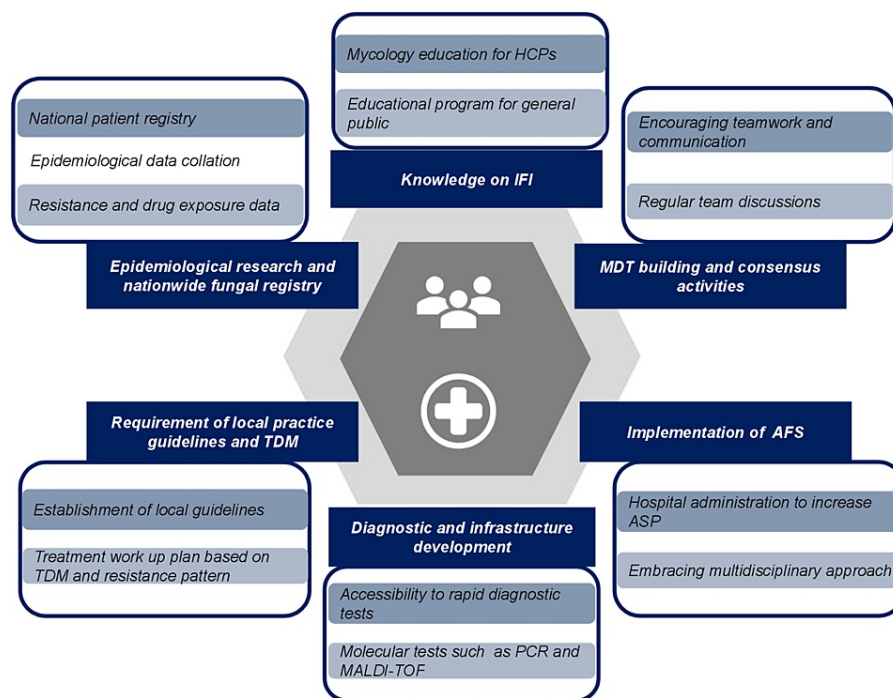 Mycology education for HCPs
Educational program for general
public
Knowledge on IFI
National patient registry
Epidemiological data collation
Resistance and drug exposure data
Epidemiological research and
nationwide fungal registry
Encouraging teamwork and
communication
Regular team discussions
MDT building and consensus
activities
Requirement of local practice
guidelines and TDM
Establishment of local guidelines
Treatment work up plan based on
TDM and resistance pattern
Diagnostic and infrastructure
development
Accessibility to rapid diagnostic
tests
Molecular tests such as PCR and
MALDI-TOF
Implementation of AFS
Hospital administration to increase
ASP
Embracing multidisciplinary approach